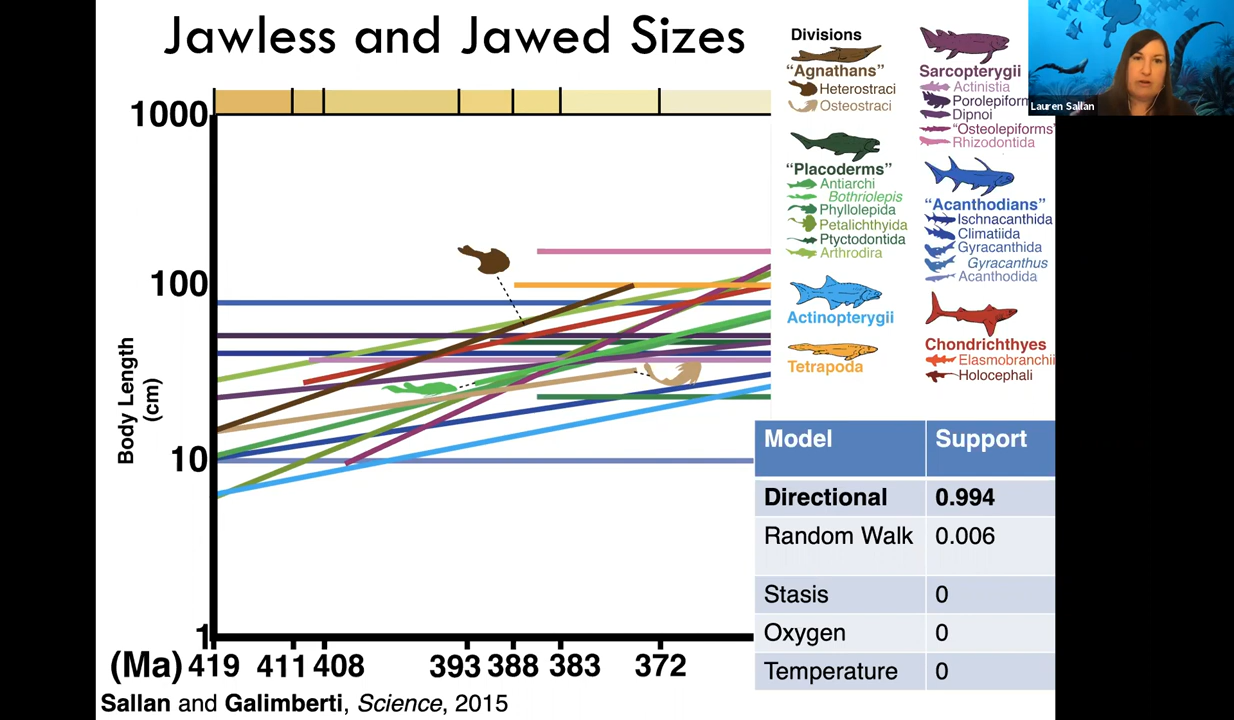 Jawless and Jawed Sizes
1000
100
10
1
Body Length
(cm)
(Ma) 419 411 408 393 388 383 372
Sallan and Galimberti, Science, 2015
Divisions
"Agnathans"
Heterostraci
Osteostraci
"Placoderms"
Antiarchi
Bothriolepis
Phyllolepida
Petalichthyida
Ptyctodontida
Arthrodira
Actinopterygii
Tetrapoda
Sarcopterygii
Actinistia
Porolepiform
Dipnoi
"Osteolepiforms"
Rhizodontida
"Acanthodians"
Ischnacanthida
Climatiida
Gyracanthida
Gyracanthus
Acanthodida
Chondrichthyes
Elasmobranchii
Holocephali
Lauren Sallan
Model Support
Directional 0.994
Random Walk 0.006
Stasis 0
Oxygen 0
Temperature 0